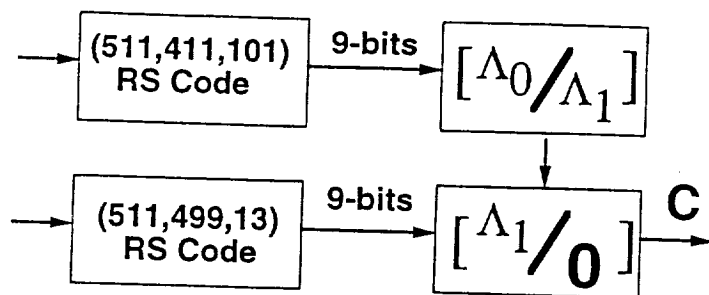 (511,411,101)
RS Code
9-bits
[Λ0/Λ1]
(511,499,13)
RS Code
9-bits
[Λ1/0]
C